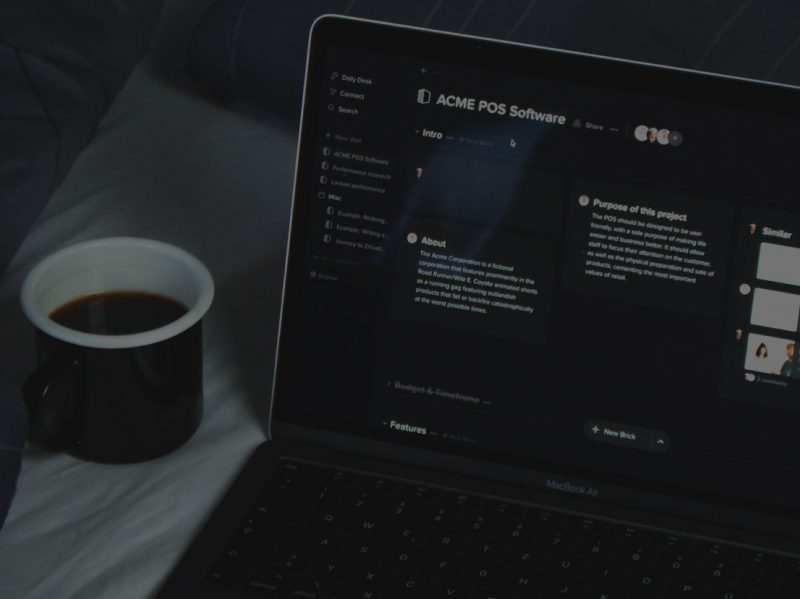 Daily Desk
Connect
Search
New Wall
ACME POS Software
Performance research
Laravel performance
Misc
Example: Redesig...
Example: Writing e...
Archive
ACME POS Software
Share
Intro
New Brick
About
The Acme Corporation is a fictional
corporation that features prominently in the
Road Runner/Wile E. Coyote animated shorts
as a running gag featuring outlandish
products that fail or backfire catastrophically
at the worst possible times.
Purpose of this project
The POS should be designed to be user
friendly, with a sole purpose of making life
easier and business better. It should allow
staff to focus their attention on the customer,
as well as the physical preparation and sale of
products, cementing the most important
values of retail.
Similar
2 comments
Budget & Timeframe
Features
New Brick
New Brick
MacBook Air